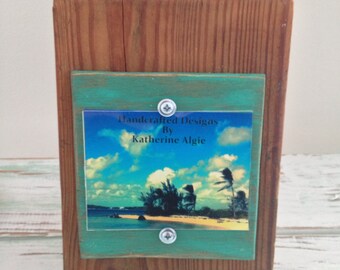 Handcrafted Designs
By
Katherine Algie